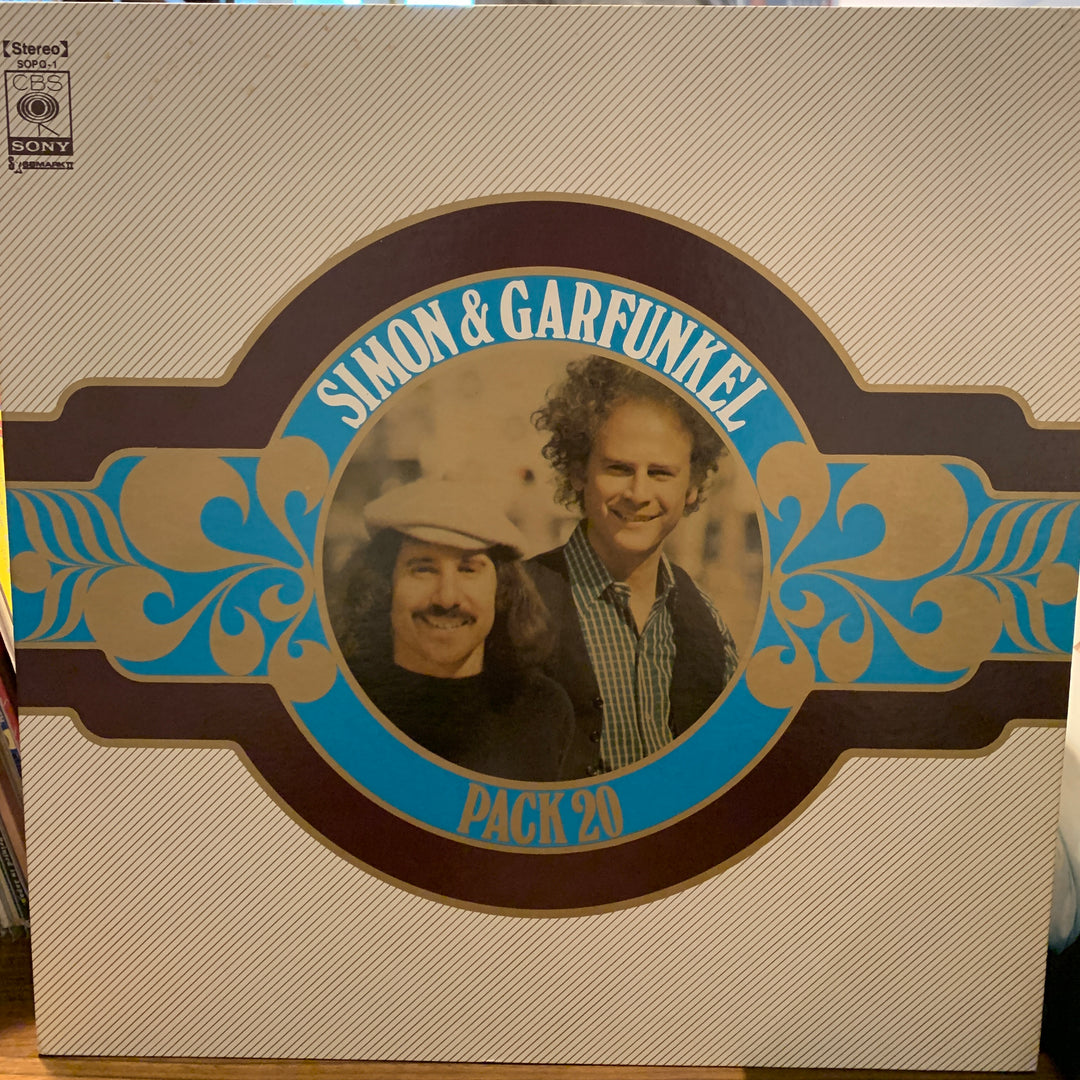 【Stereo】
SOPQ-1
CBS
SONY
SIMON & GARFUNKEL
PACK 20